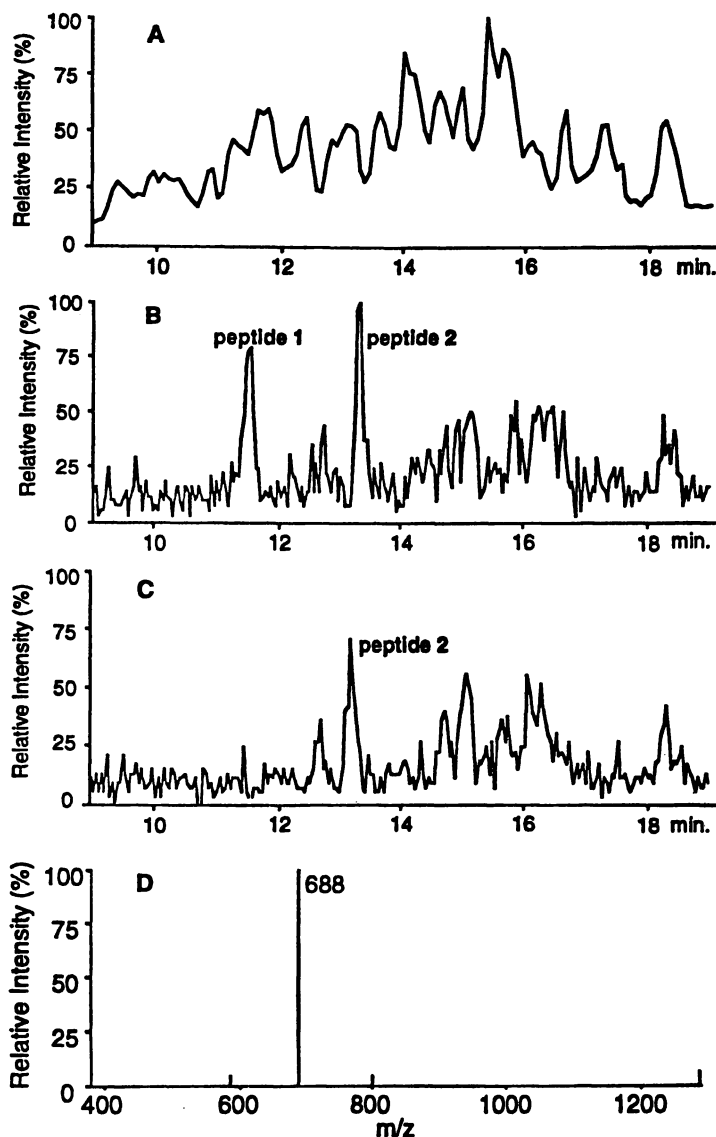 A
Relative Intensity (%)
100
75
50
25
0
10 12 14 16 18 min.
B
Relative Intensity (%)
100
75
50
25
0
peptide 1 peptide 2
10 12 14 16 18 min.
C
Relative Intensity (%)
100
75
50
25
0
peptide 2
10 12 14 16 18 min.
D
Relative Intensity (%)
100
75
50
25
0
688
400 600 800 1000 1200
m/z